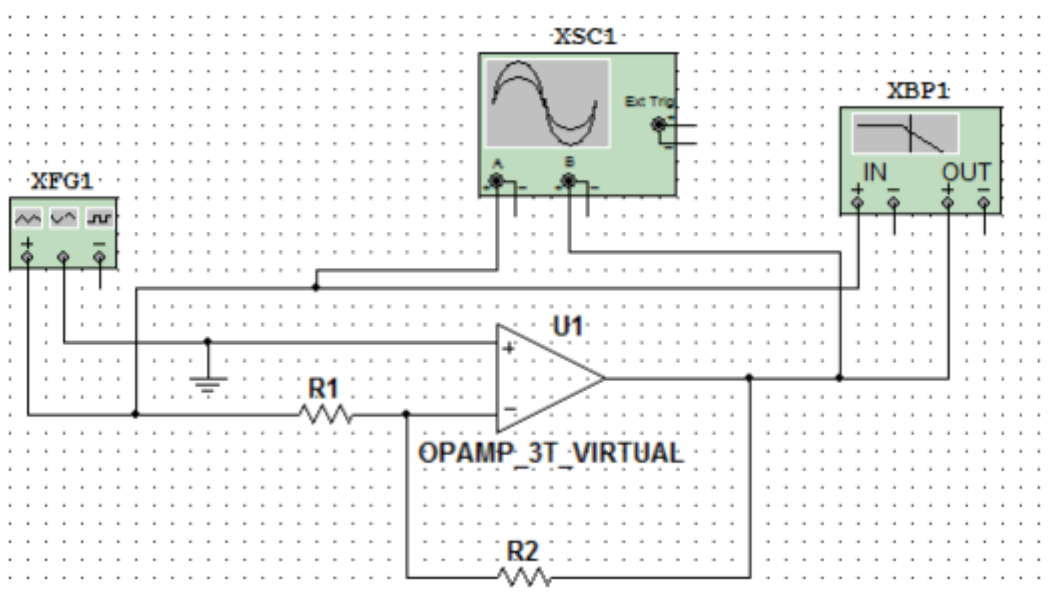 XSC1
Ext Trig
+
-
A
B
+ - + -
XBP1
IN OUT
+ - + -
XFG1
+ -
U1
+
-
R1
OPAMP_3T_VIRTUAL
R2